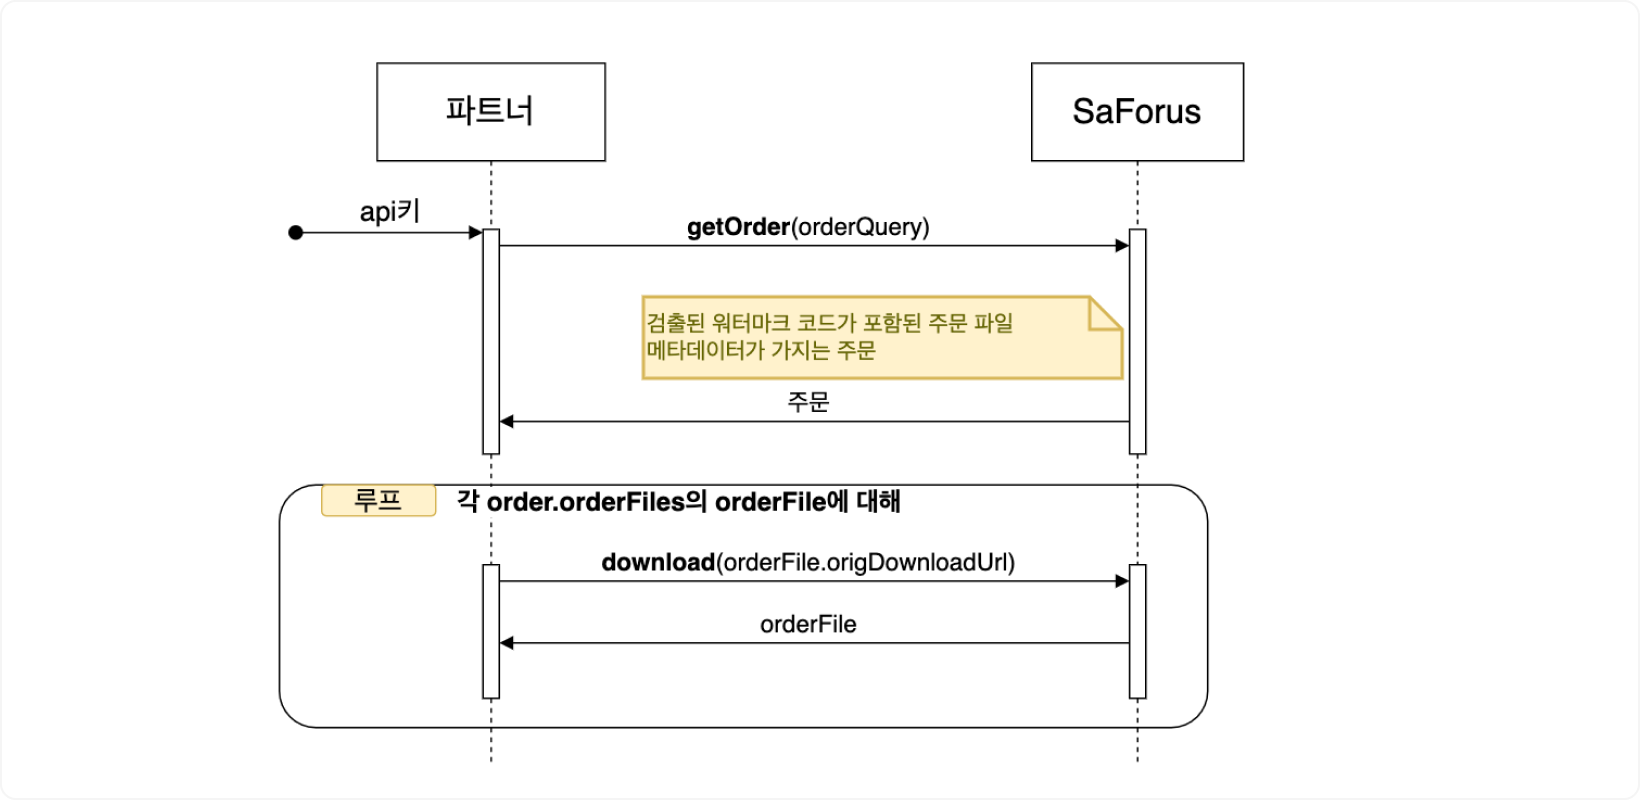 파트너
SaForus
api키
getOrder(orderQuery)
검출된 워터마크 코드가 포함된 주문 파일
메타데이터가 가지는 주문
주문
루프
각 order.orderFiles의 orderFile에 대해
download(orderFile.origDownloadUrl)
orderFile